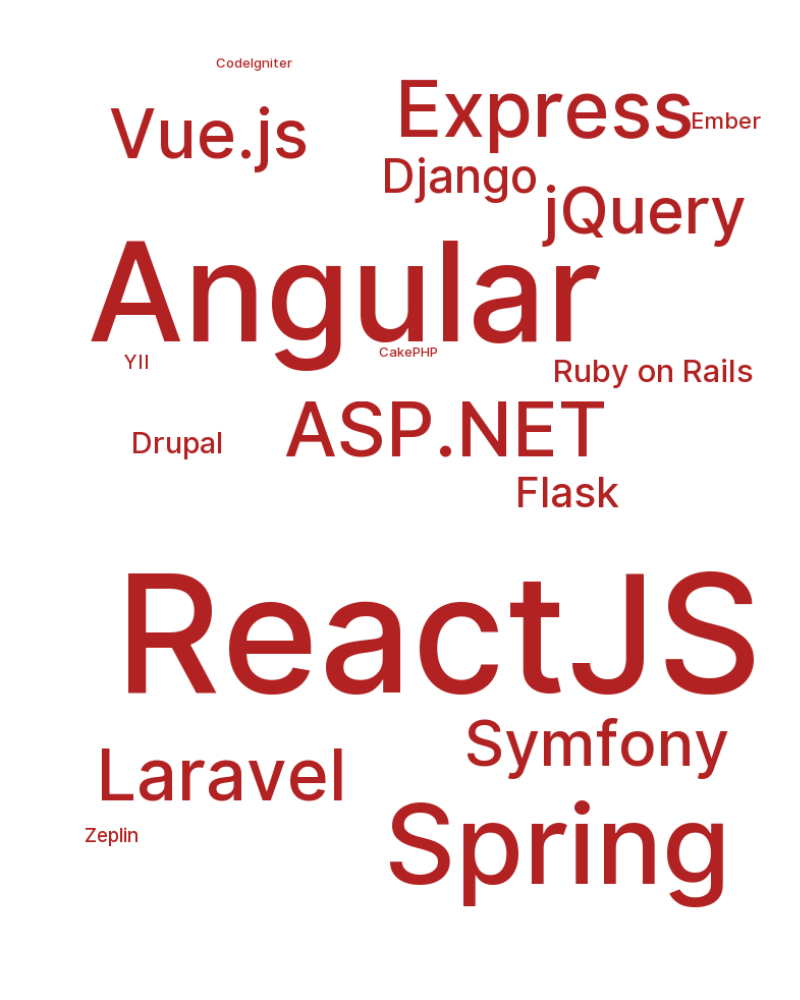 CodeIgniter
Express
Vue.js
Ember
Django
jQuery
Angular
CakePHP
YII
Ruby on Rails
ASP.NET
Drupal
Flask
ReactJS
Symfony
Laravel
Zeplin
Spring